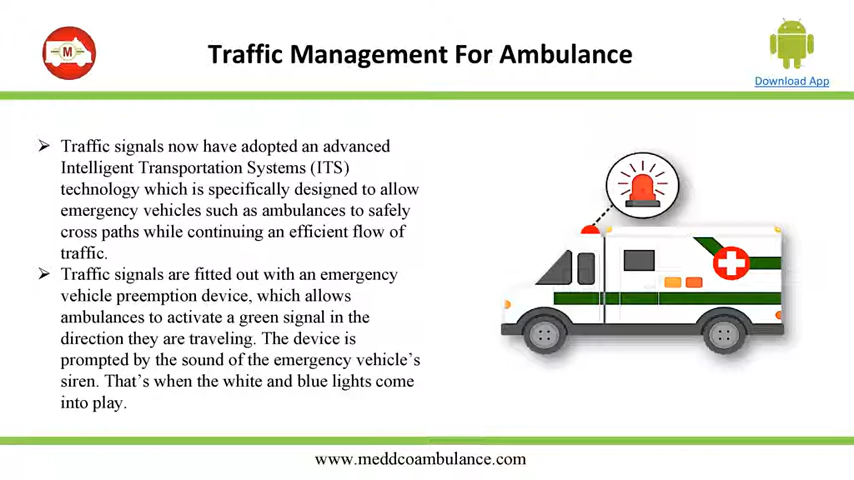 M
Traffic Management For Ambulance
Download App
➢ Traffic signals now have adopted an advanced
Intelligent Transportation Systems (ITS)
technology which is specifically designed to allow
emergency vehicles such as ambulances to safely
cross paths while continuing an efficient flow of
traffic.
➢ Traffic signals are fitted out with an emergency
vehicle preemption device, which allows
ambulances to activate a green signal in the
direction they are traveling. The device is
prompted by the sound of the emergency vehicle’s
siren. That’s when the white and blue lights come
into play.
www.meddcoambulance.com